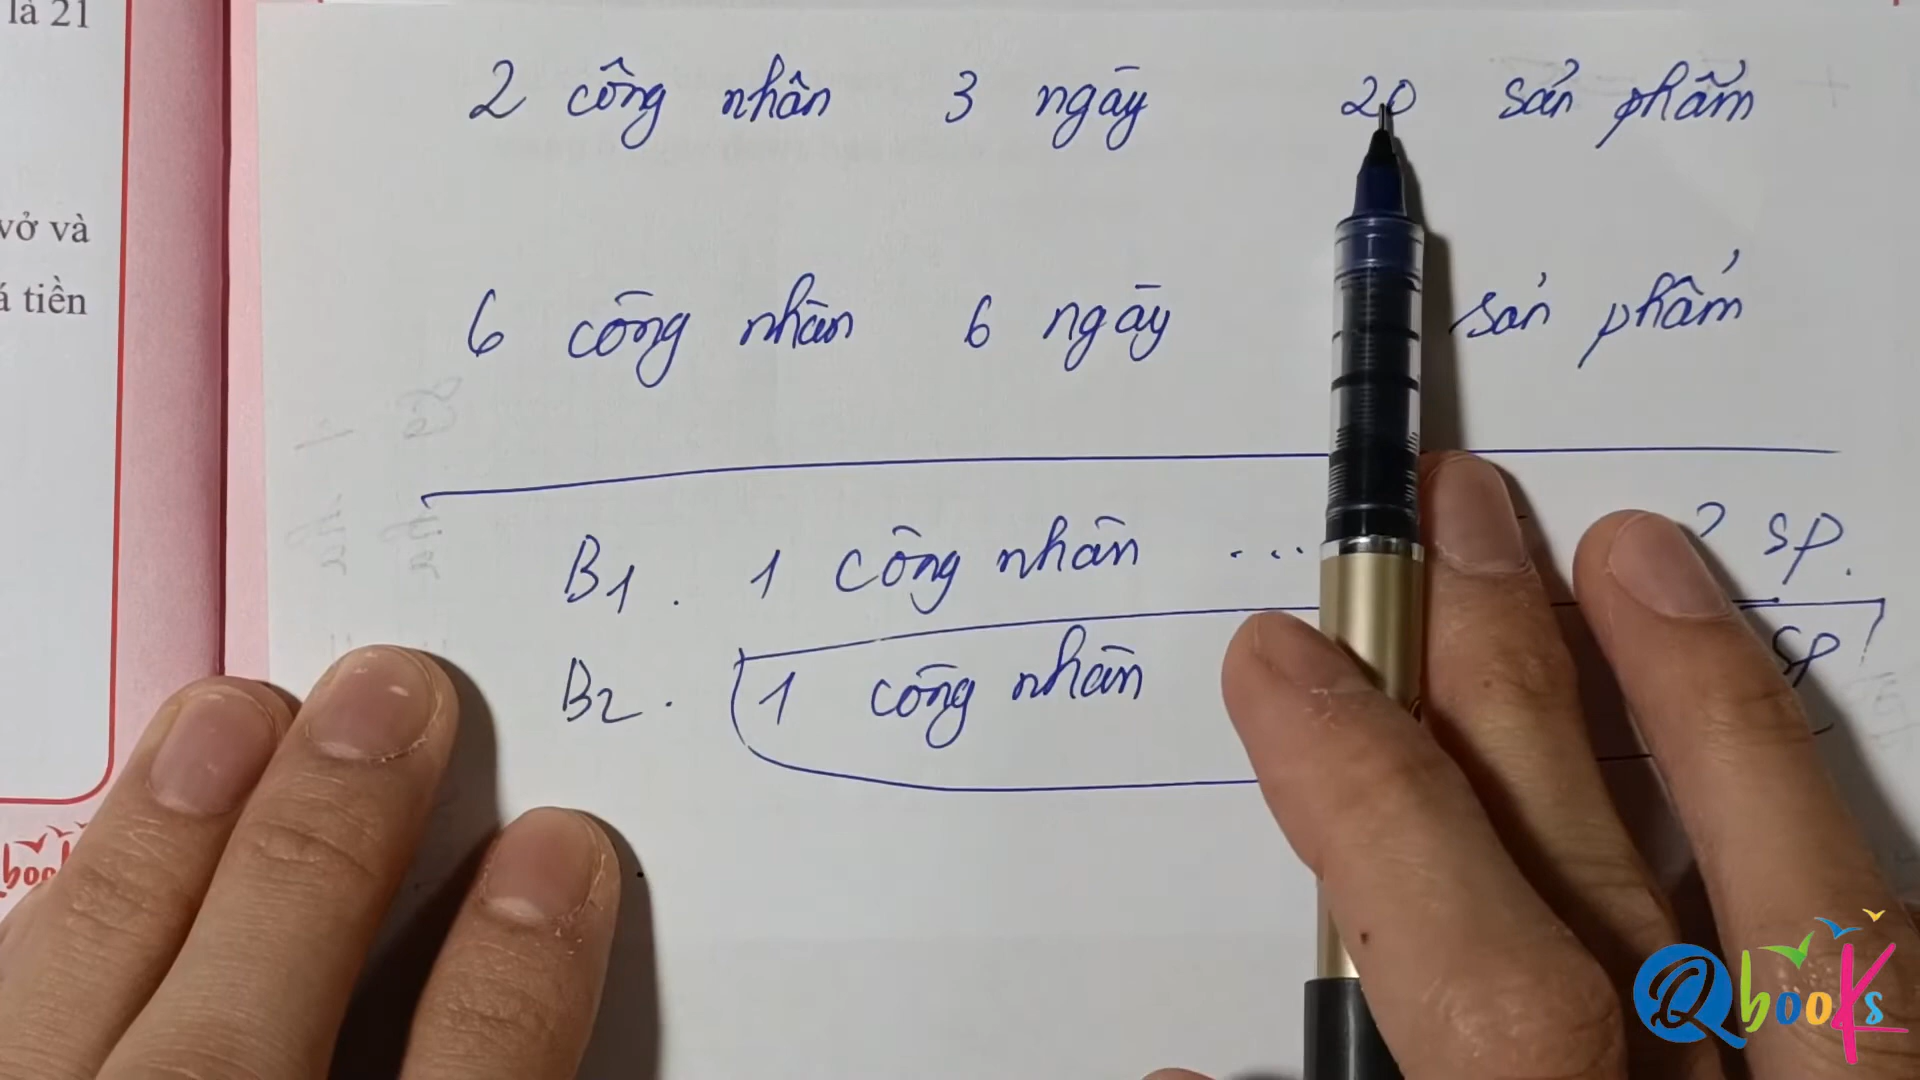 là 21
vở và
á tiền
2 công nhân 3 ngày 20 sản phẩm
6 công nhân 6 ngày sản phẩm
B1. 1 công nhân ... ? sp.
B2. 1 công nhân sp
Qbooks